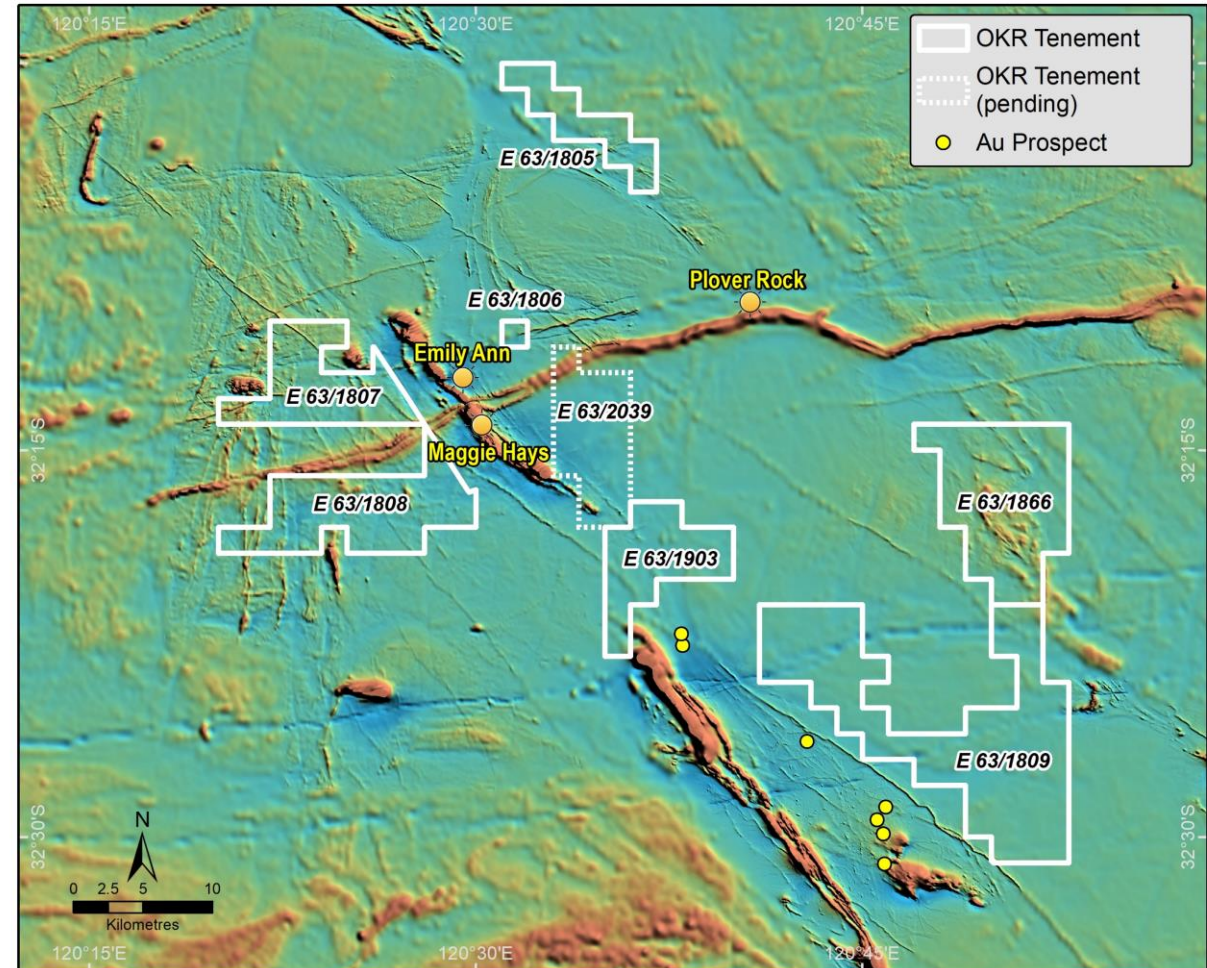 120°15'E
120°30'E
120°45'E
OKR Tenement
OKR Tenement
(pending)
Au Prospect
E 63/1805
Plover Rock
E 63/1806
Emily Ann
E 63/1807
E 63/2039
32°15'S
Maggie Hays
32°15'S
E 63/1808
E 63/1866
E 63/1903
E 63/1809
32°30'S
32°30'S
N
0 2.5 5 10
Kilometres
120°15'E
120°30'E
120°45'E